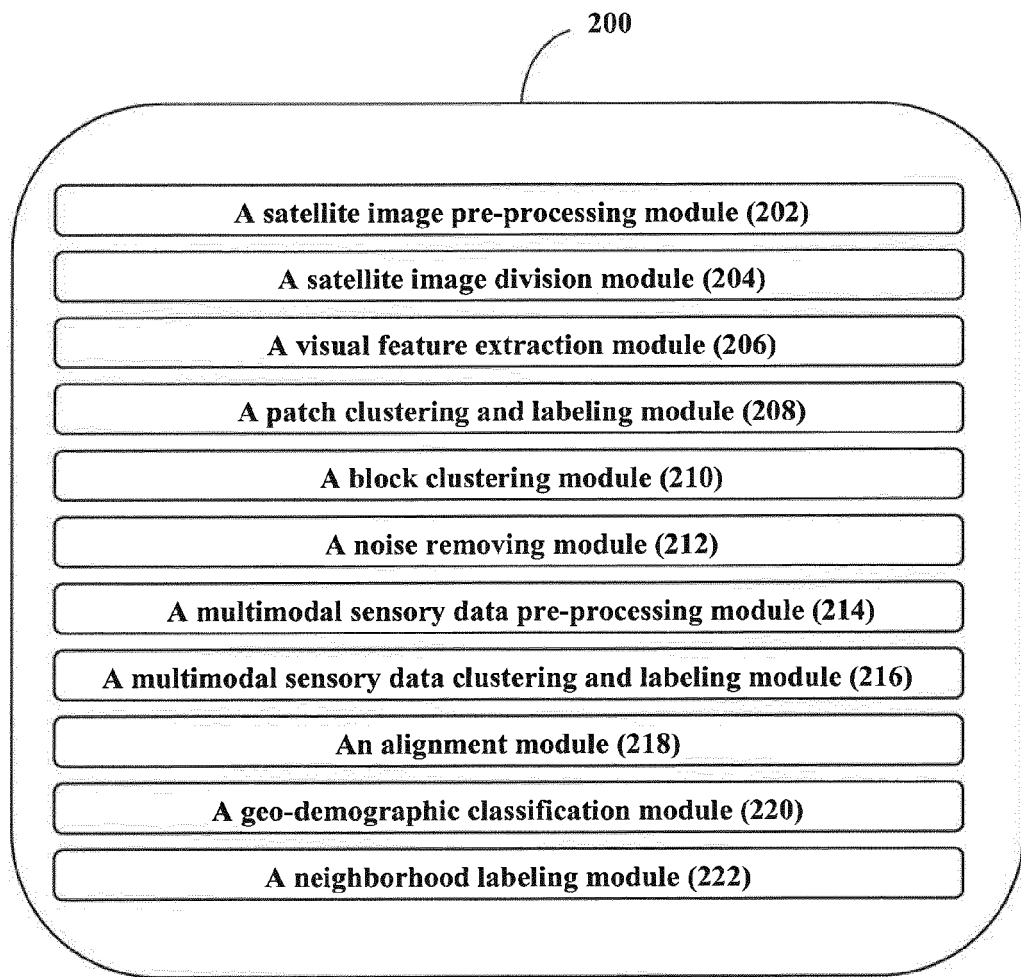 200
A satellite image pre-processing module (202)
A satellite image division module (204)
A visual feature extraction module (206)
A patch clustering and labeling module (208)
A block clustering module (210)
A noise removing module (212)
A multimodal sensory data pre-processing module (214)
A multimodal sensory data clustering and labeling module (216)
An alignment module (218)
A geo-demographic classification module (220)
A neighborhood labeling module (222)